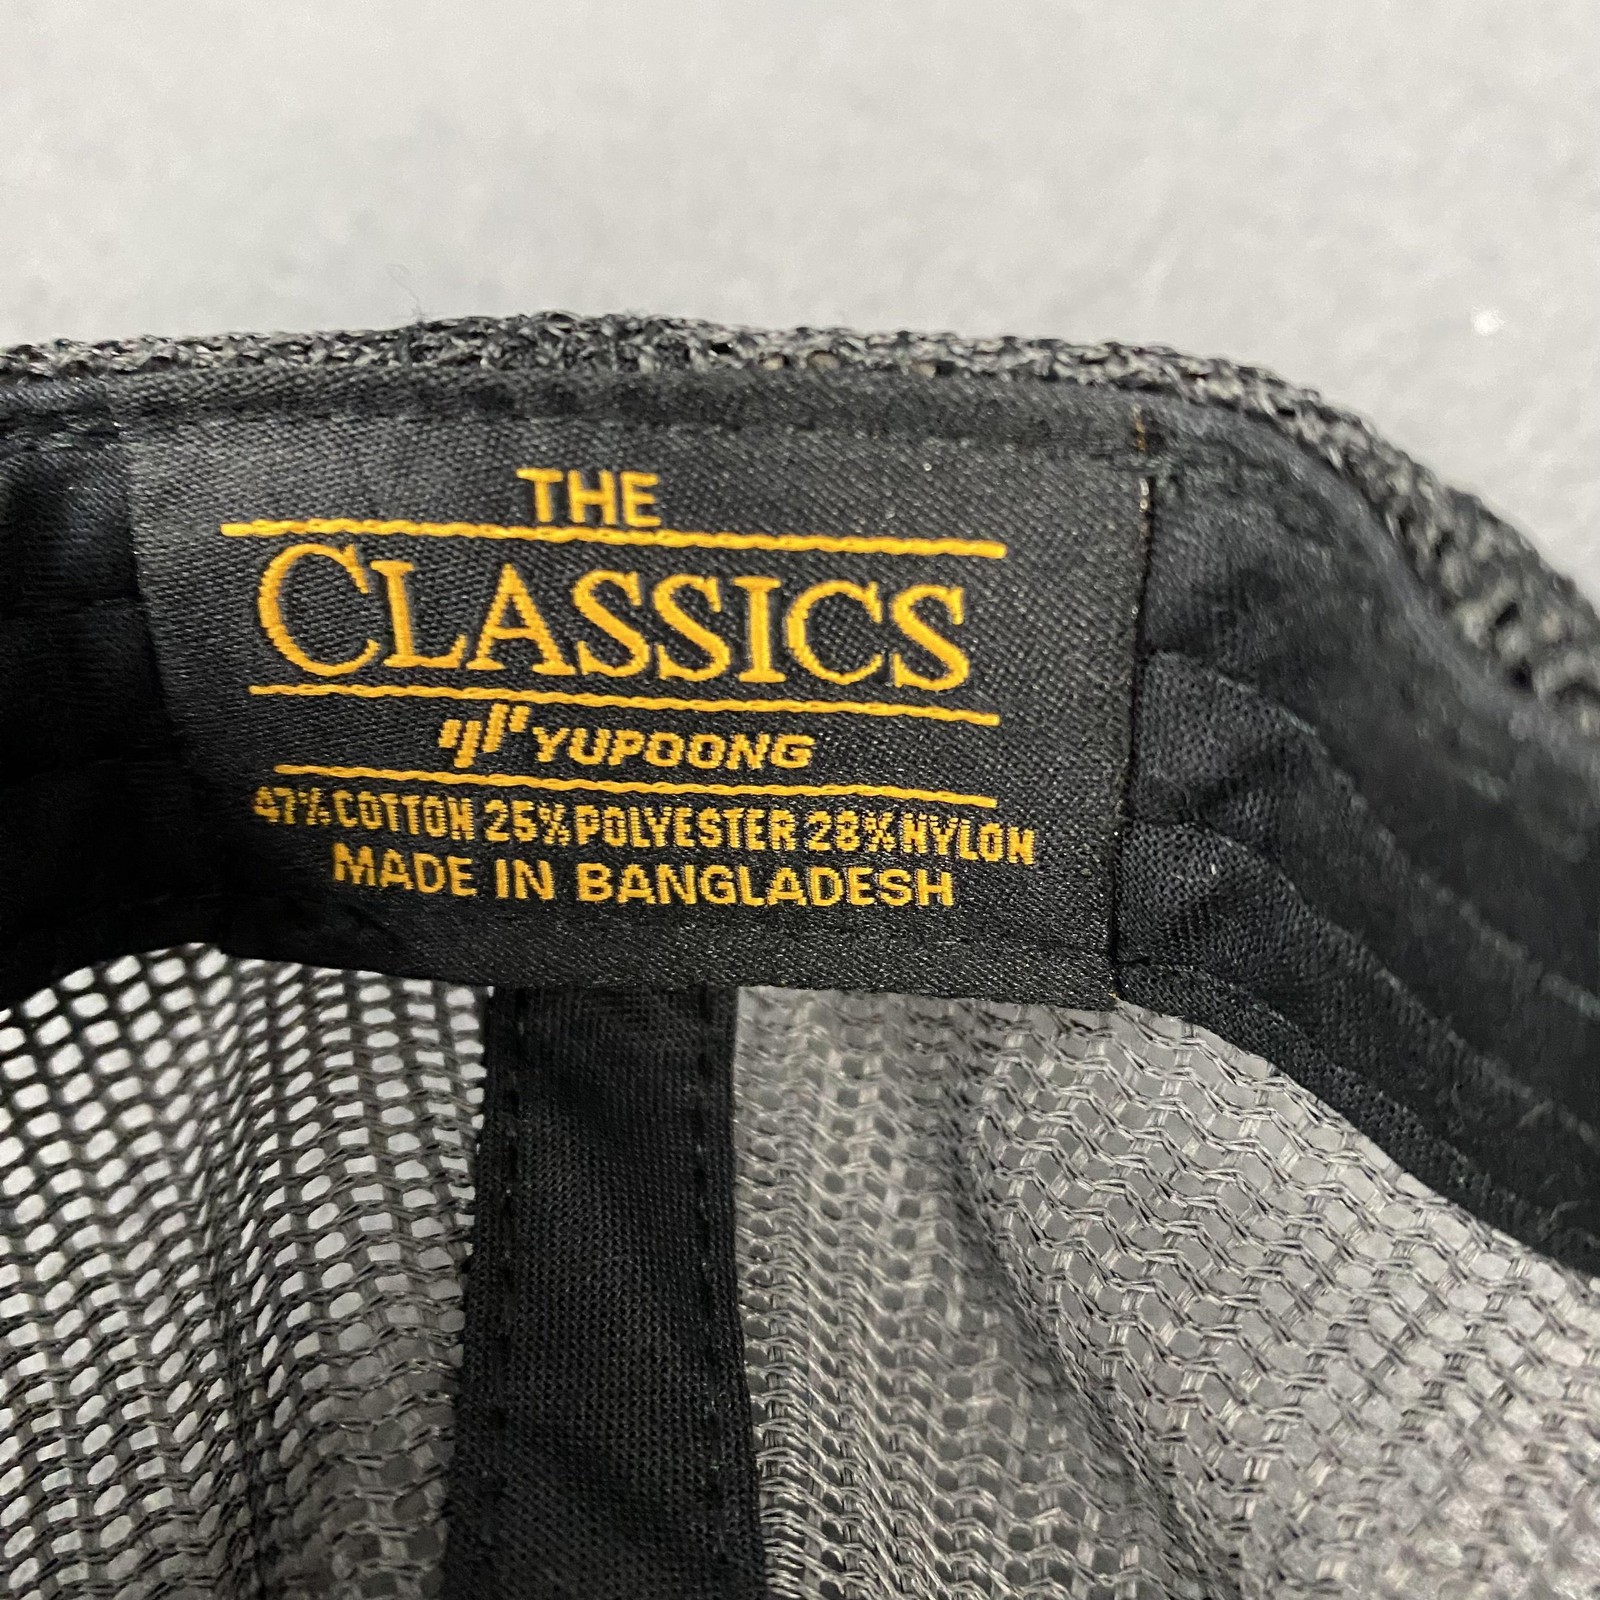 THE
CLASSICS
YUPOONG
47% COTTON 25% POLYESTER 28% NYLON
MADE IN BANGLADESH